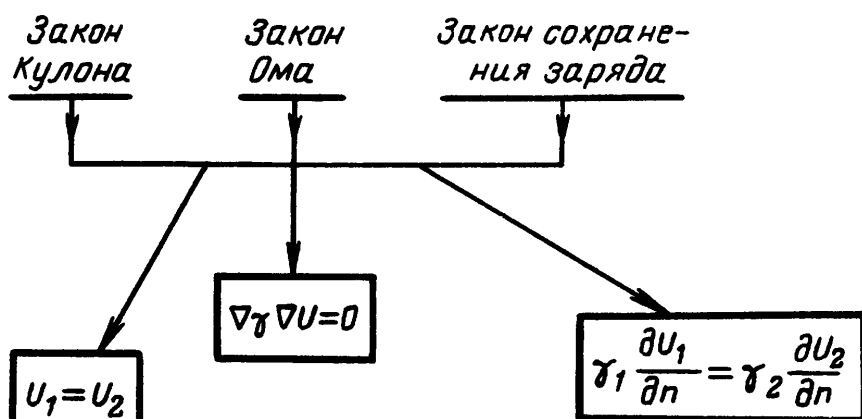 Закон
Кулона
Закон
Ома
Закон сохране-
ния заряда
∇γ∇U=0
U₁=U₂
γ₁ ∂U₁/∂n = γ₂ ∂U₂/∂n